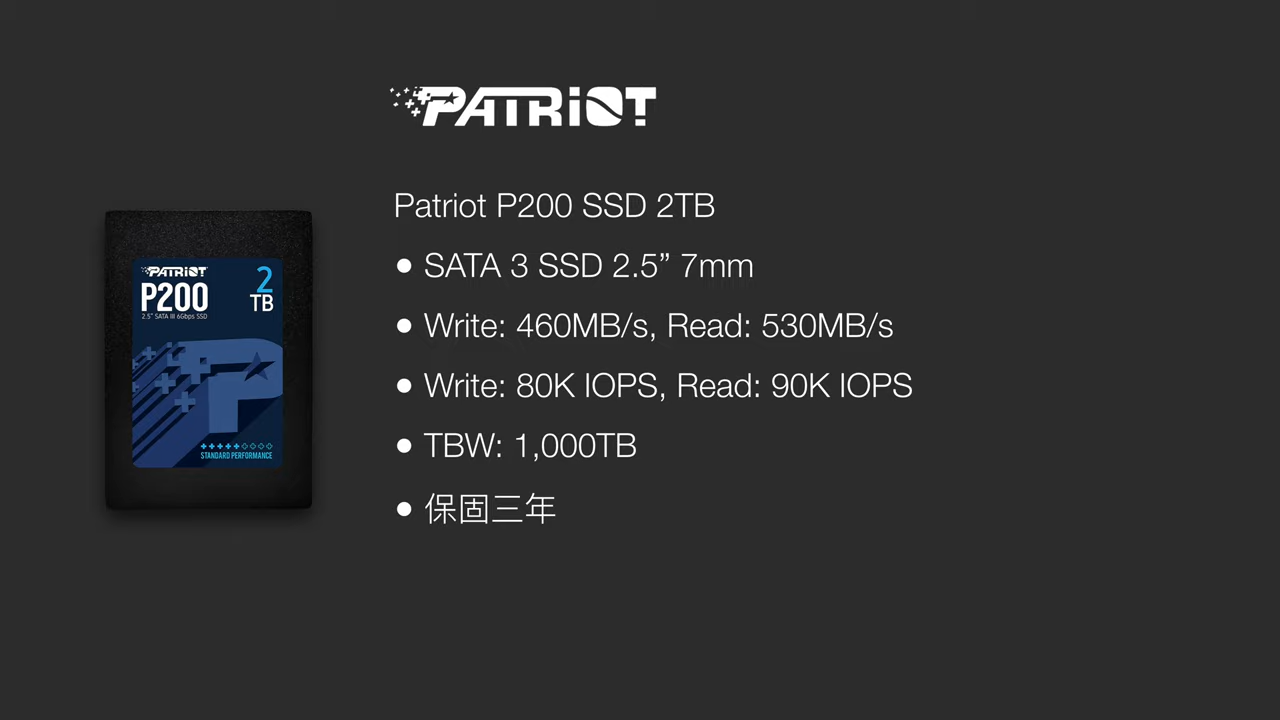 PATRIOT
Patriot P200 SSD 2TB
• SATA 3 SSD 2.5” 7mm
• Write: 460MB/s, Read: 530MB/s
• Write: 80K IOPS, Read: 90K IOPS
• TBW: 1,000TB
• 保固三年
PATRIOT
P200
2.5" SATA III 6Gbps SSD
2
TB
STANDARD PERFORMANCE